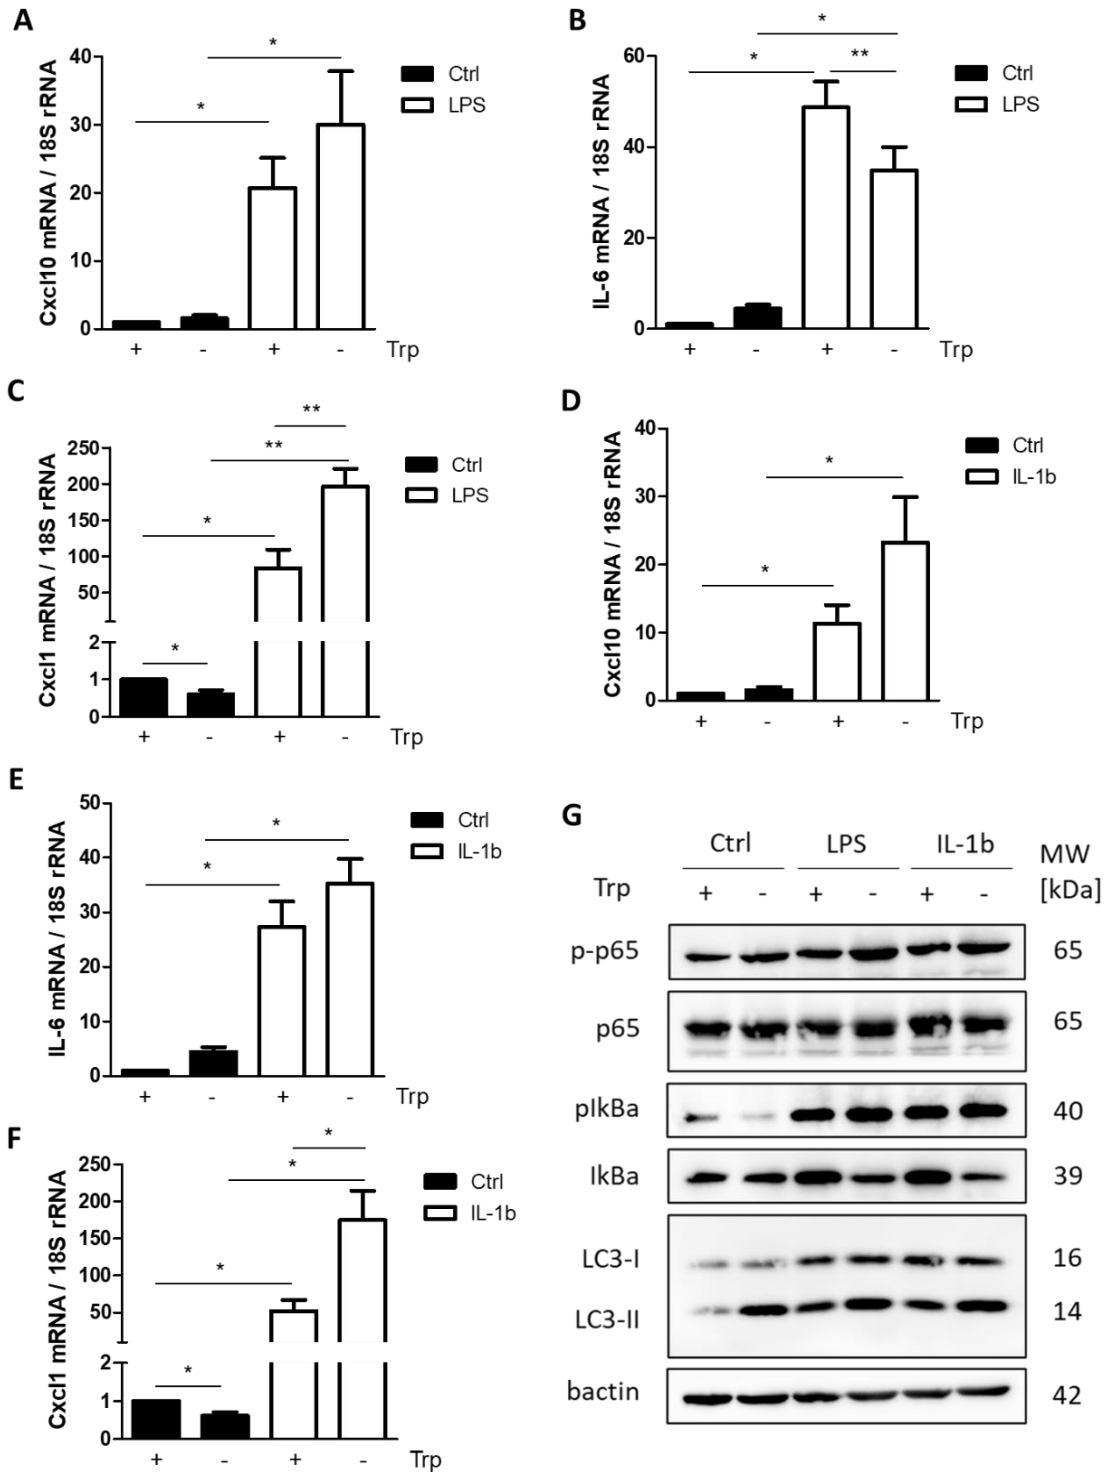 A
Cxcl10 mRNA / 18S rRNA
40
30
20
10
0
*
*
Ctrl
LPS
+ - + - Trp
B
IL-6 mRNA / 18S rRNA
60
40
20
0
*
* **
Ctrl
LPS
+ - + - Trp
C
Cxcl1 mRNA / 18S rRNA
250
200
150
100
50
2
1
0
**
**
*
*
Ctrl
LPS
+ - + - Trp
D
Cxcl10 mRNA / 18S rRNA
40
30
20
10
0
*
*
Ctrl
IL-1b
+ - + - Trp
E
IL-6 mRNA / 18S rRNA
50
40
30
20
10
0
*
*
Ctrl
IL-1b
+ - + - Trp
F
Cxcl1 mRNA / 18S rRNA
250
200
150
100
50
2
1
0
*
*
*
*
Ctrl
IL-1b
+ - + - Trp
G
Ctrl LPS IL-1b MW
[kDa]
Trp + - + - + -
p-p65 65
p65 65
pIkBa 40
IkBa 39
LC3-I 16
LC3-II 14
bactin 42